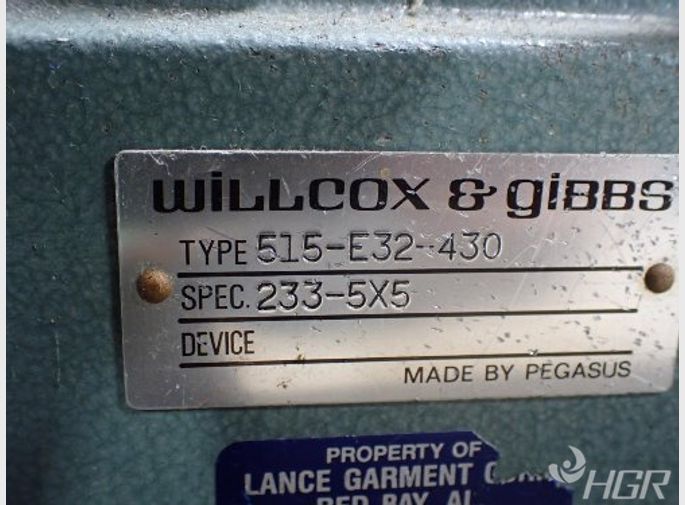 WiLLCOX & giBBS
TYPE 515-E32-430
SPEC. 233-5X5
DEVICE
MADE BY PEGASUS
PROPERTY OF
LANCE GARMENT
RED BAY, AL
HGR